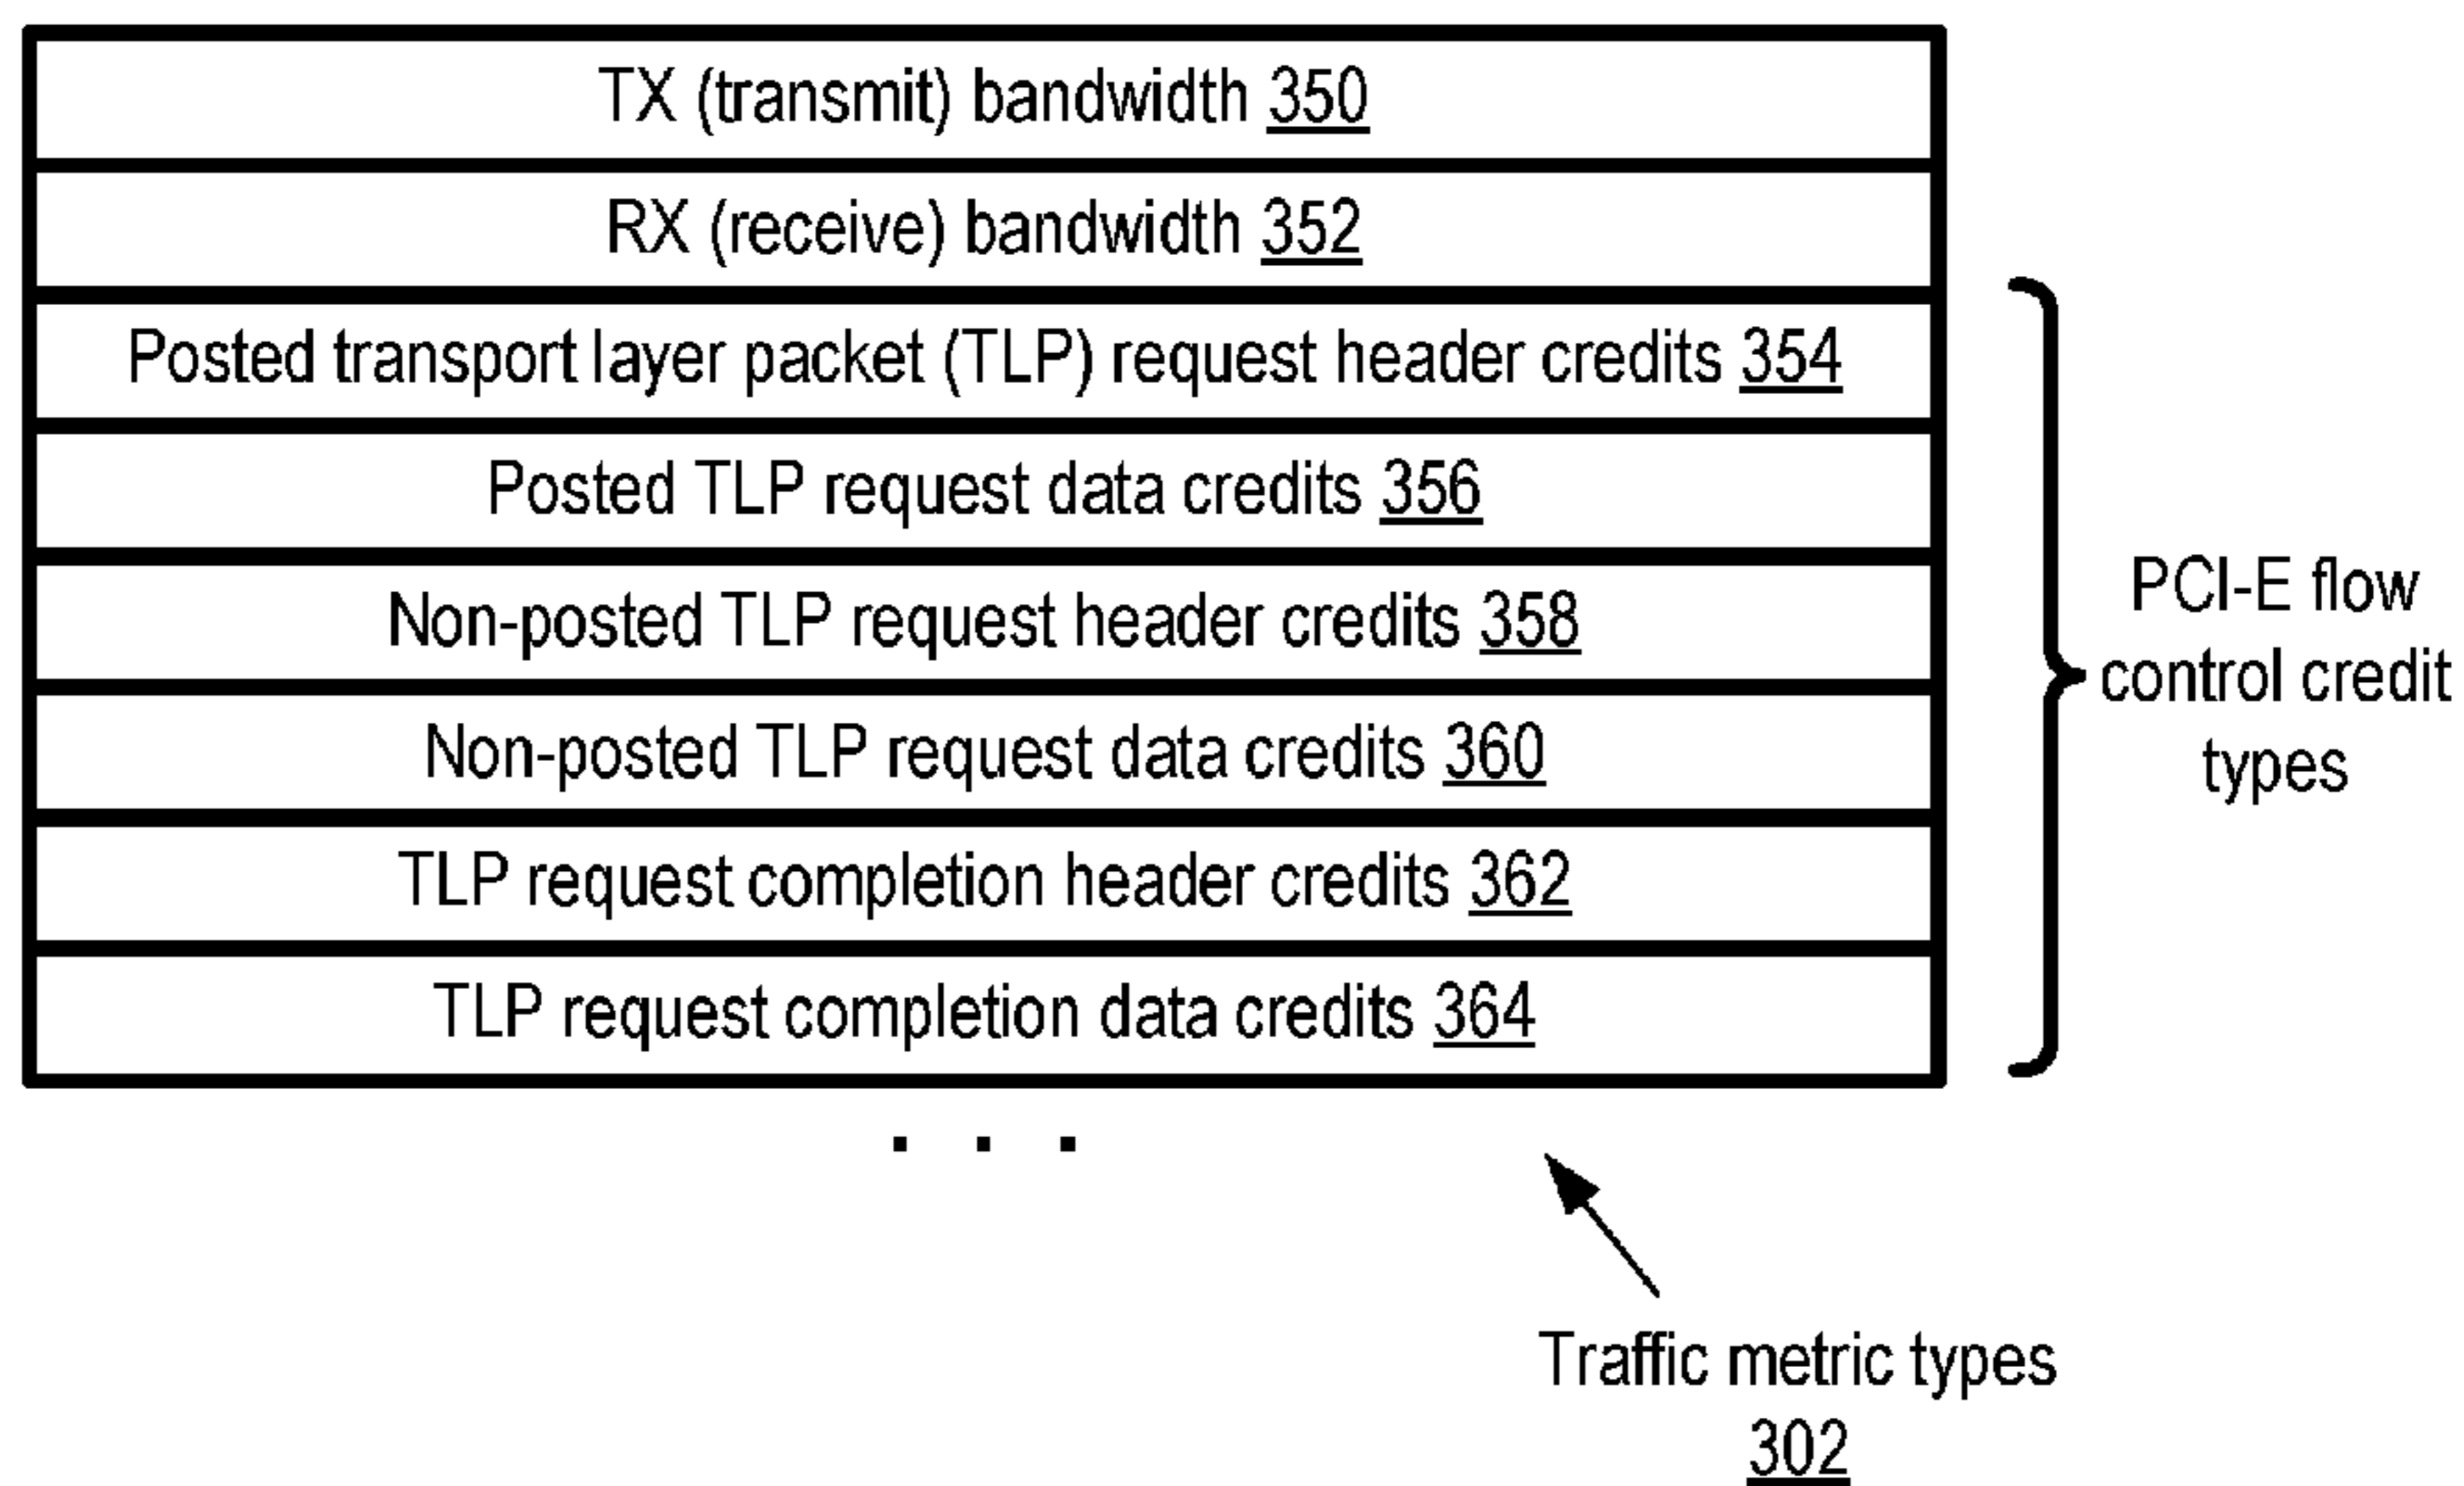 TX (transmit) bandwidth 350
RX (receive) bandwidth 352
Posted transport layer packet (TLP) request header credits 354
Posted TLP request data credits 356
Non-posted TLP request header credits 358
Non-posted TLP request data credits 360
TLP request completion header credits 362
TLP request completion data credits 364
. . .
PCI-E flow
control credit
types
Traffic metric types
302